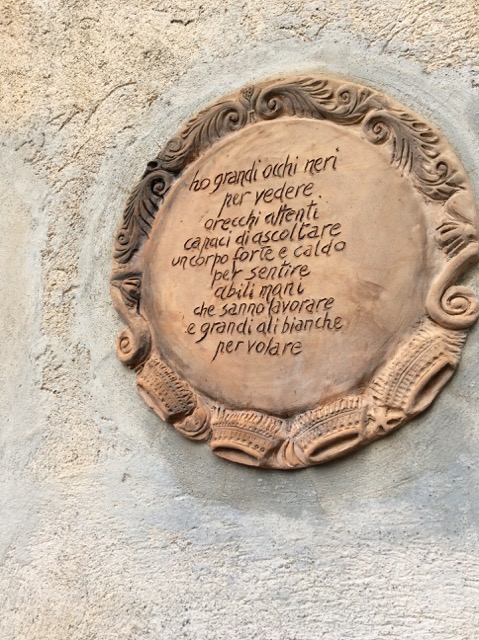 ho grandi occhi neri
per vedere
orecchi attenti
capaci di ascoltare
un corpo forte e caldo
per sentire
abili mani
che sanno lavorare
e grandi ali bianche
per volare